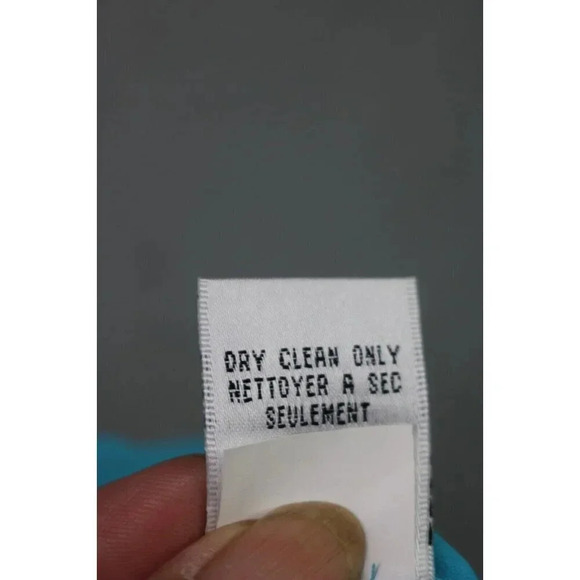 DRY CLEAN ONLY
NETTOYER A SEC
SEULEMENT